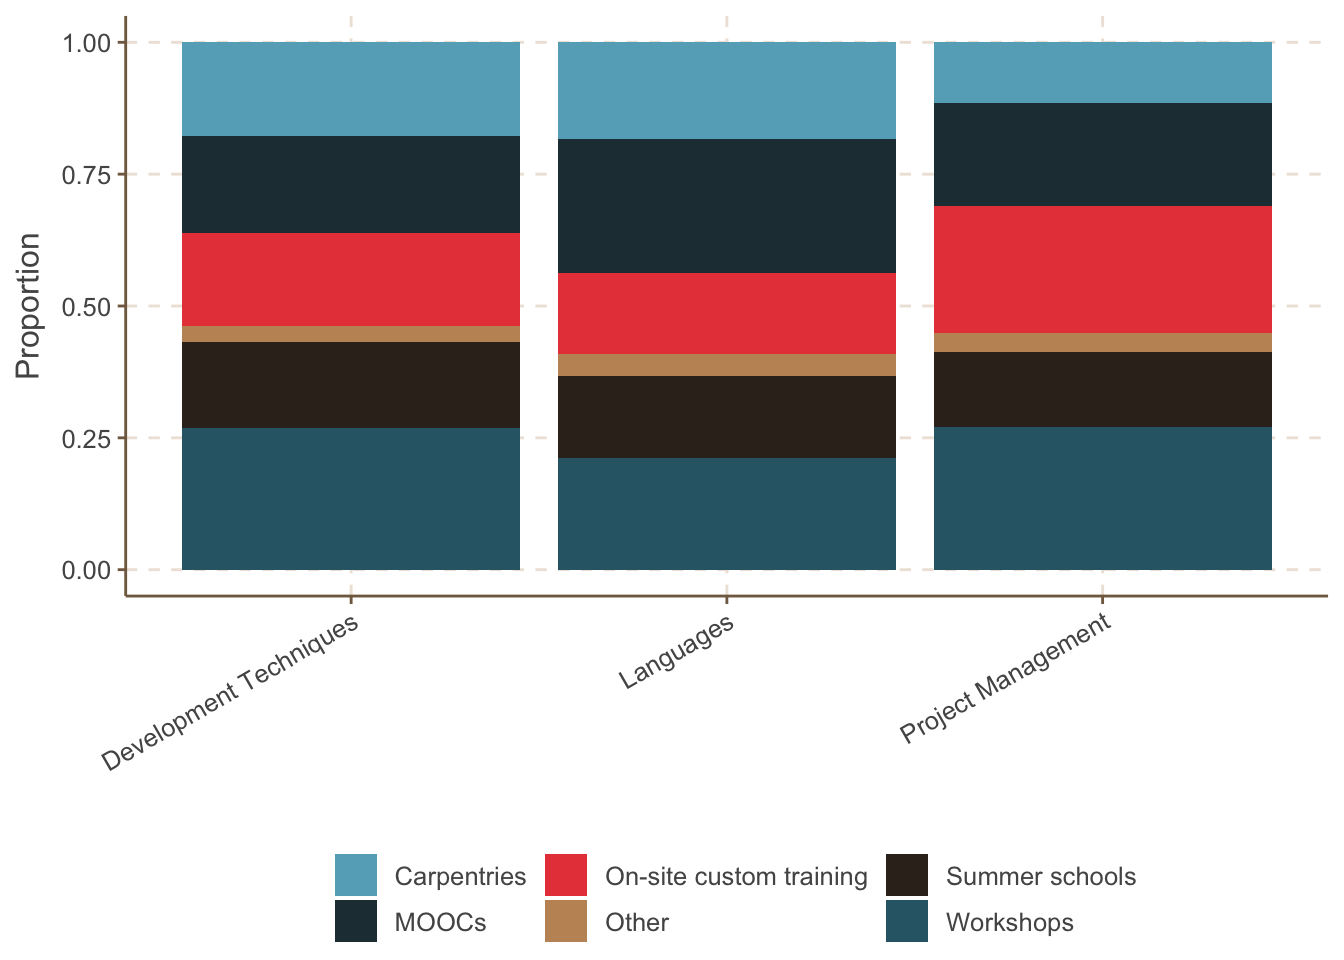 Proportion
1.00
0.75
0.50
0.25
0.00
Development Techniques
Languages
Project Management
Carpentries
On-site custom training
Summer schools
MOOCs
Other
Workshops